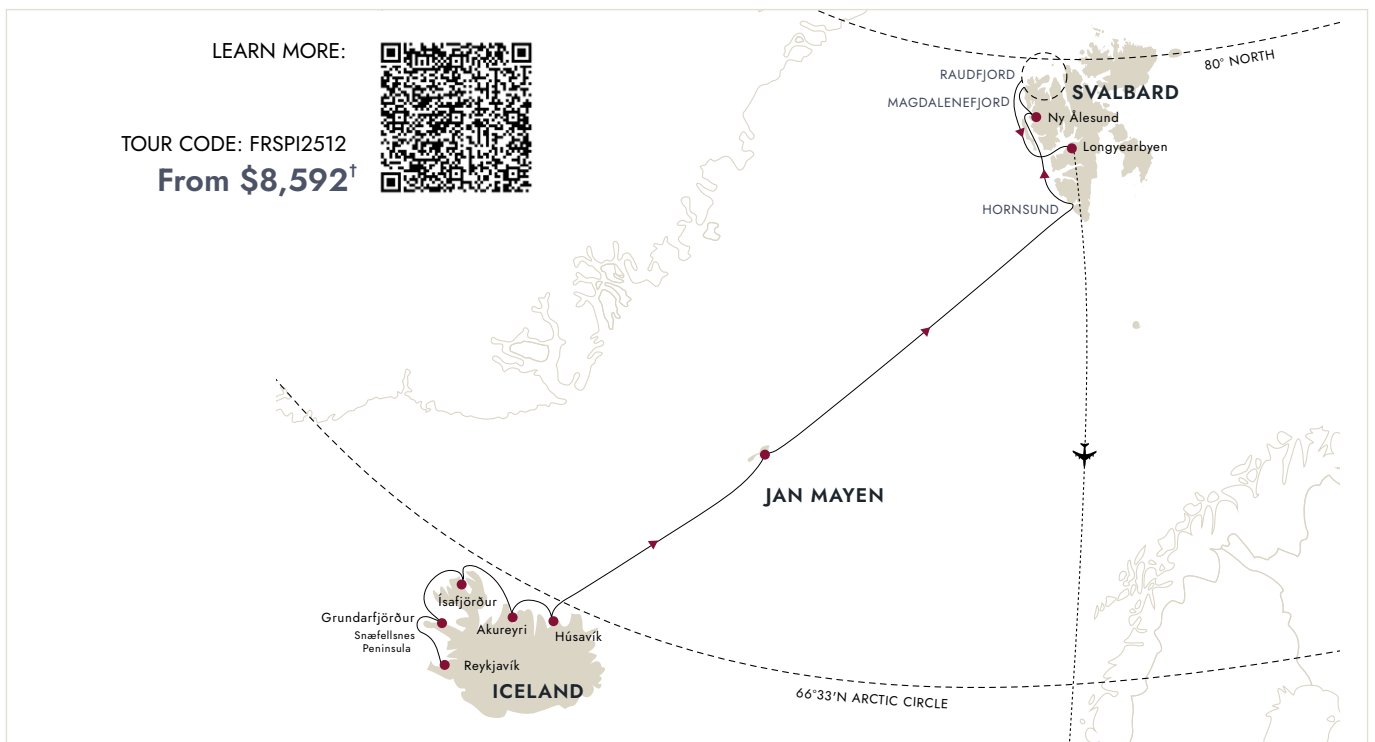 LEARN MORE:
TOUR CODE: FRSPI2512
From $8,592†
80° NORTH
RAUDFJORD
SVALBARD
MAGDALENEFJORD
Ny Ålesund
Longyearbyen
HORNSUND
JAN MAYEN
Ísafjörður
Grundarfjörður
Snæfellsnes
Peninsula
Akureyri
Húsavík
Reykjavík
ICELAND
66°33'N ARCTIC CIRCLE